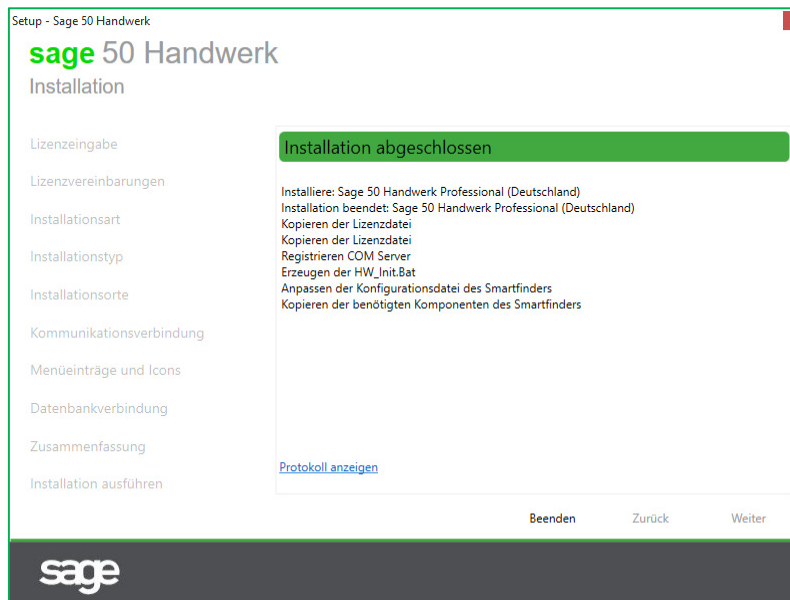 Setup - Sage 50 Handwerk
sage 50 Handwerk
Installation
Lizenzeingabe
Lizenzvereinbarungen
Installationsart
Installationstyp
Installationsorte
Kommunikationsverbindung
Menüeinträge und Icons
Datenbankverbindung
Zusammenfassung
Installation ausführen
Installation abgeschlossen
Installiere: Sage 50 Handwerk Professional (Deutschland)
Installation beendet: Sage 50 Handwerk Professional (Deutschland)
Kopieren der Lizenzdatei
Kopieren der Lizenzdatei
Registrieren COM Server
Erzeugen der HW_Init.Bat
Anpassen der Konfigurationsdatei des Smartfinders
Kopieren der benötigten Komponenten des Smartfinders
Protokoll anzeigen
Beenden Zurück Weiter
sage